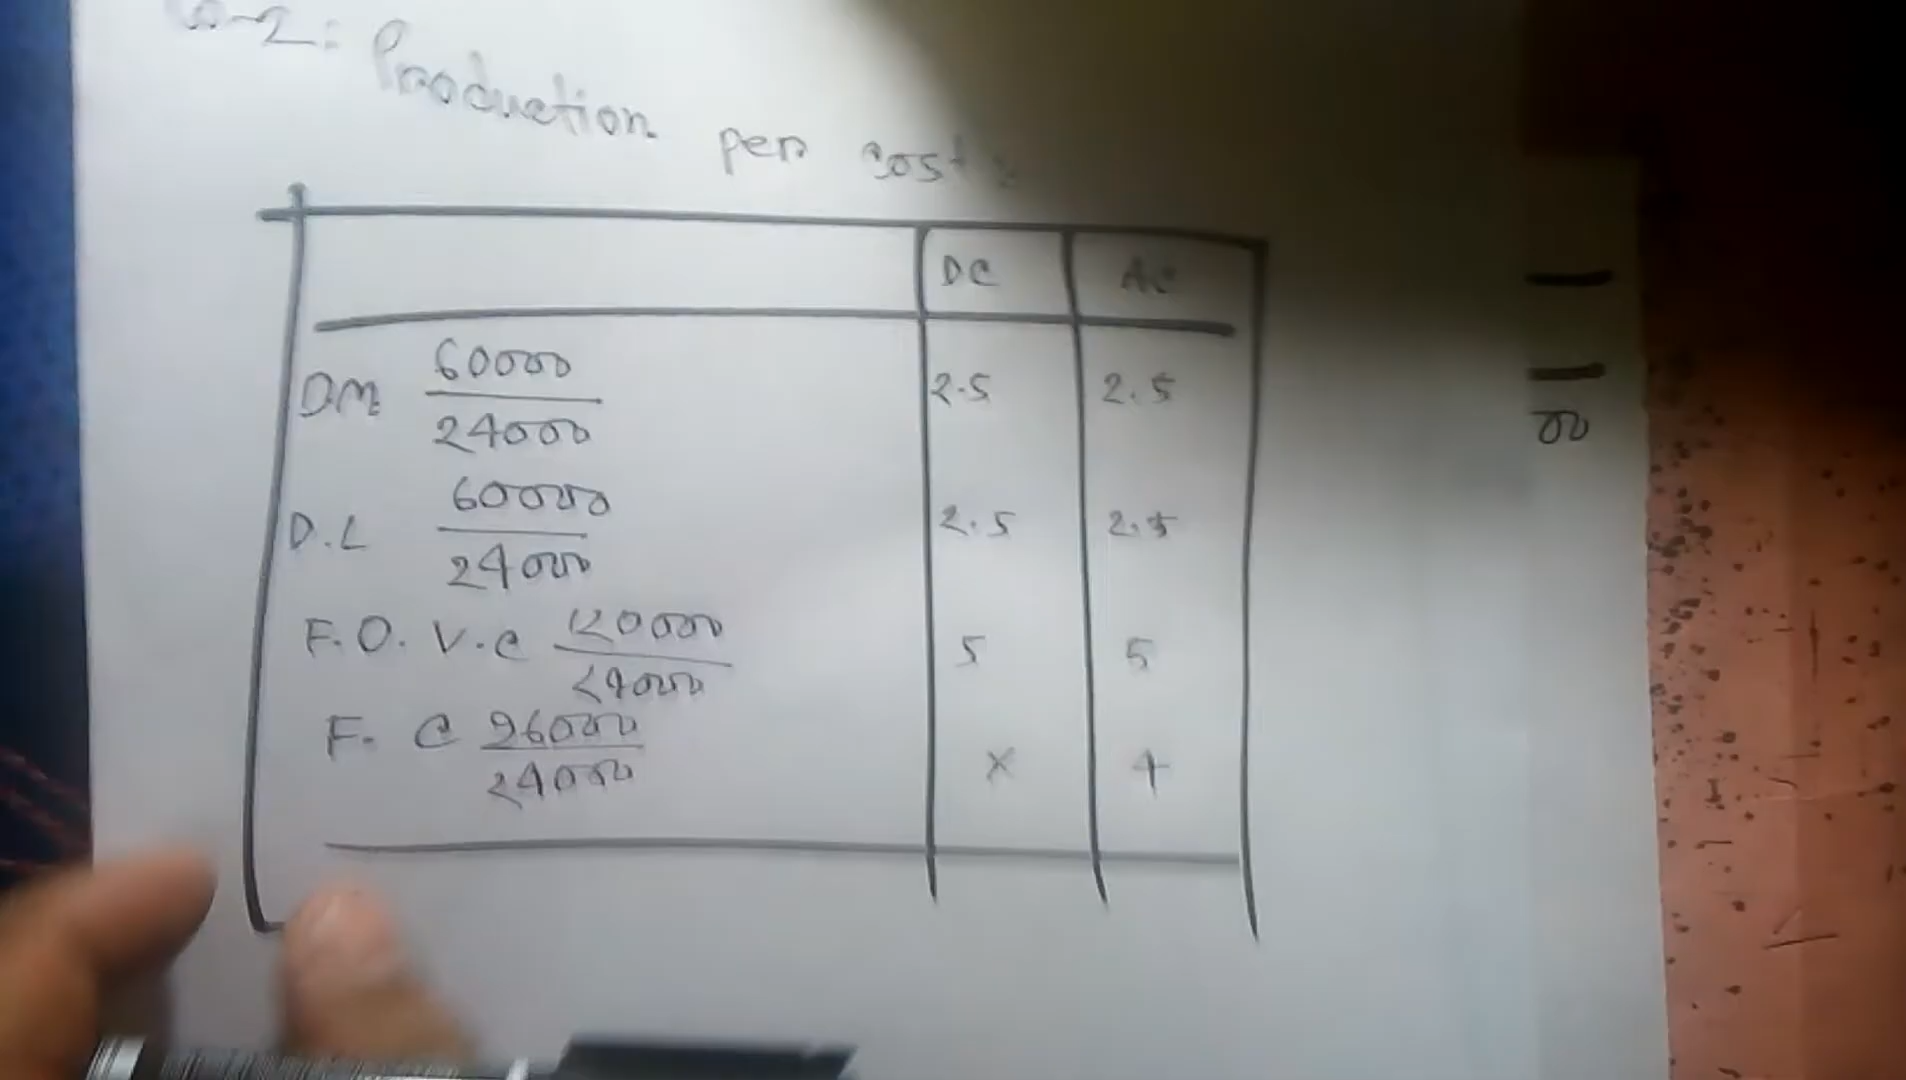 -2: Production per cost:
DC AC
D.M. 60000/24000 2.5 2.5
D.L 60000/24000 2.5 2.5
F.O. V.C 120000/24000 5 5
F. C 96000/24000 × 4